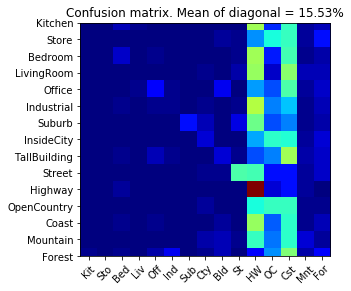 Confusion matrix. Mean of diagonal = 15.53%
Kitchen
Store
Bedroom
LivingRoom
Office
Industrial
Suburb
InsideCity
TallBuilding
Street
Highway
OpenCountry
Coast
Mountain
Forest
Kit Sto Bed Liv Off Ind Sub Cty Bld St HW OC Cst Mnt For